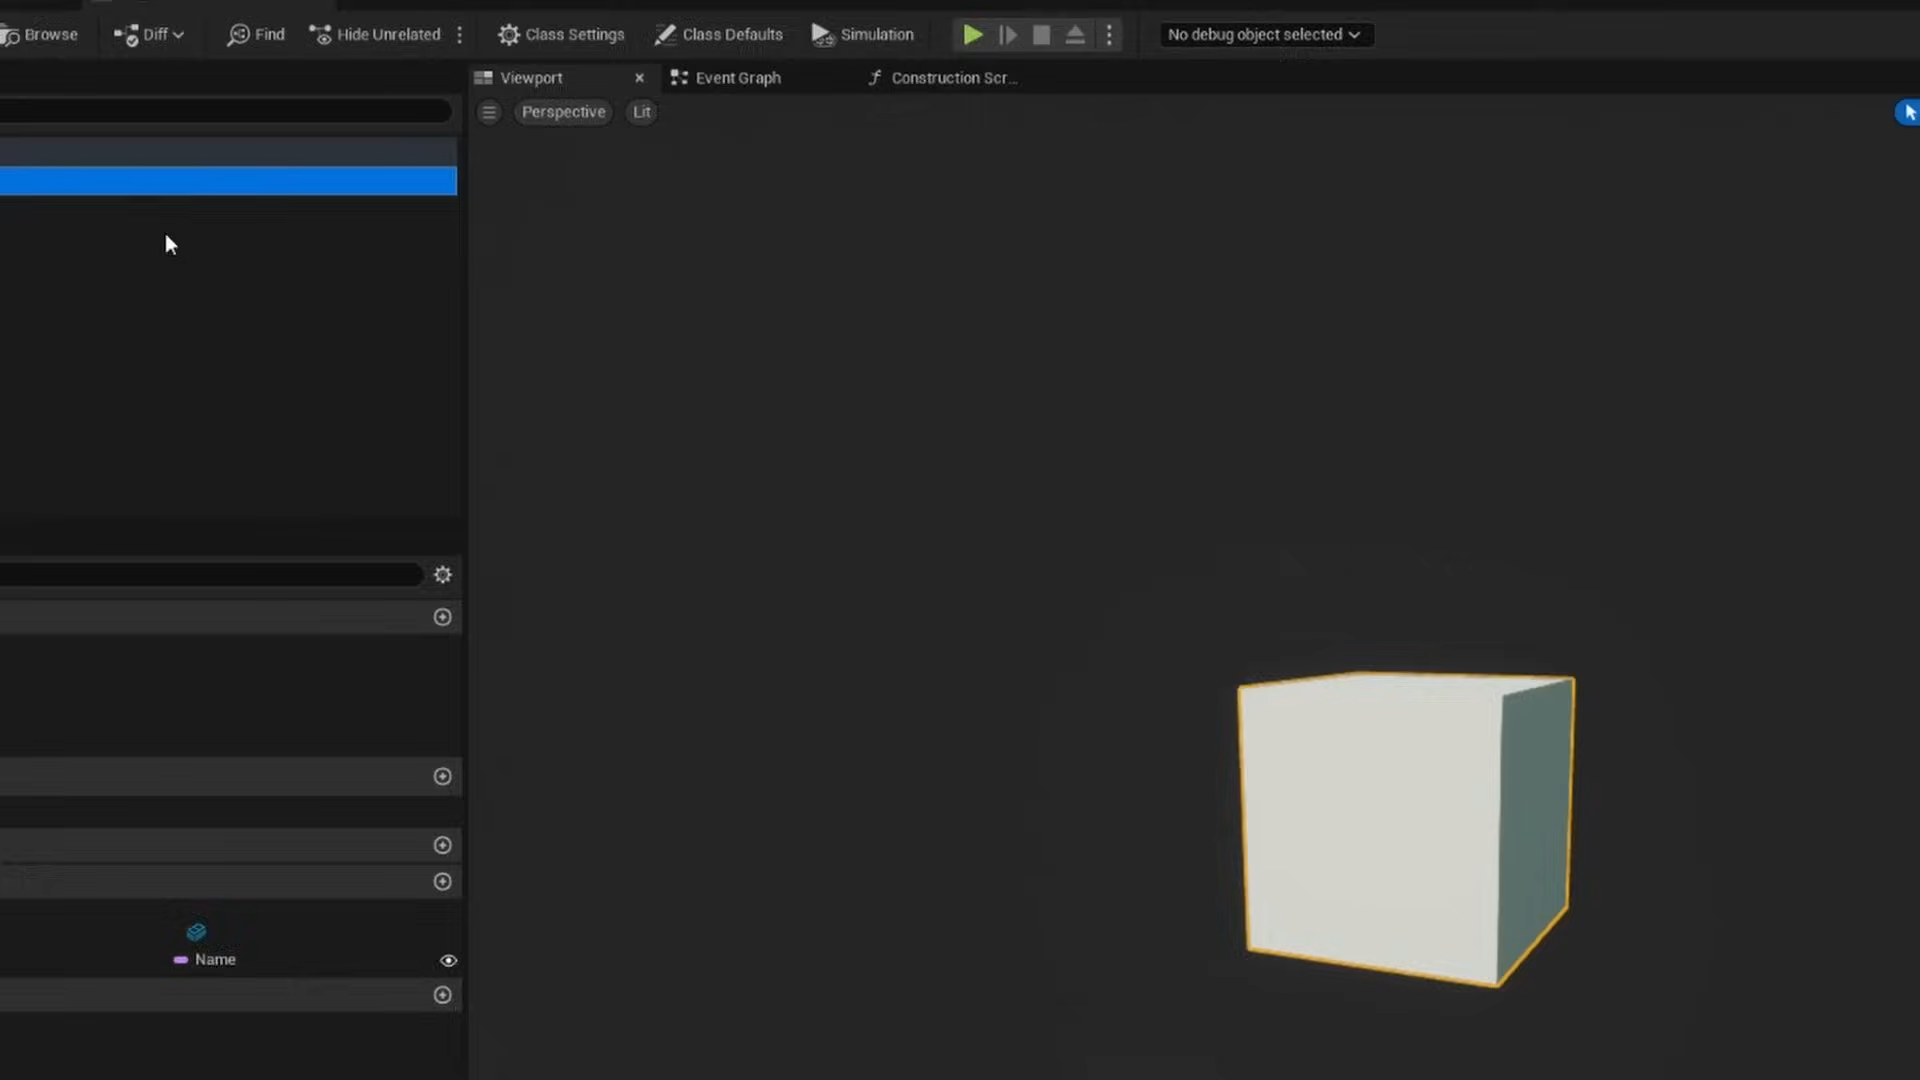 Browse Diff Find Hide Unrelated Class Settings Class Defaults Simulation No debug object selected
Viewport Event Graph Construction Scr...
Perspective Lit
Name